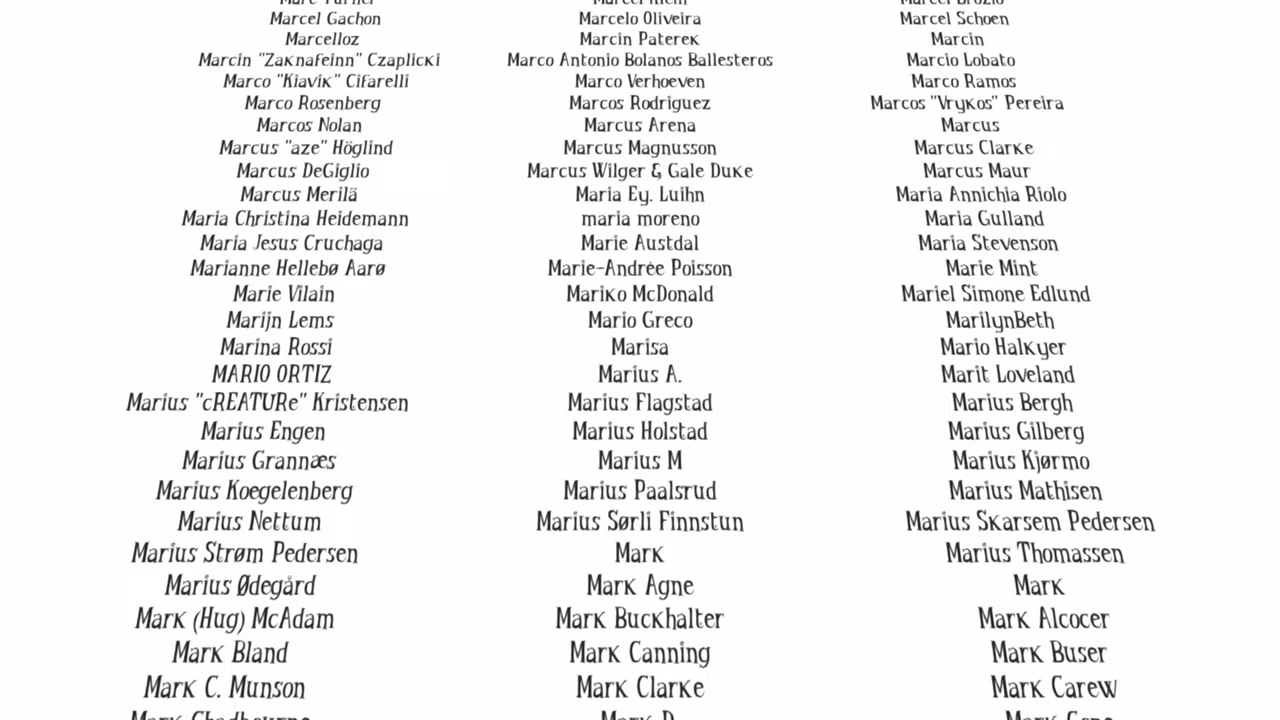 Marc Turner Marcel Klein
Marcel Gachon Marcelo Oliveira Marcel Schoen
Marcelloz Marcin Paterek Marcin
Marcin "Zaknafeinn" Czaplicki Marco Antonio Bolanos Ballesteros Marcio Lobato
Marco "Kiavik" Cifarelli Marco Verhoeven Marco Ramos
Marco Rosenberg Marcos Rodriguez Marcos "Vrykos" Pereira
Marcos Nolan Marcus Arena Marcus
Marcus "aze" Höglind Marcus Magnusson Marcus Clarke
Marcus DeGiglio Marcus Wilger & Gale Duke Marcus Maur
Marcus Merilä Maria Ey. Luihn Maria Annichia Riolo
Maria Christina Heidemann maria moreno Maria Gulland
Maria Jesus Cruchaga Marie Austdal Maria Stevenson
Marianne Hellebø Aarø Marie-Andrée Poisson Marie Mint
Marie Vilain Mariko McDonald Mariel Simone Edlund
Marijn Lems Mario Greco MarilynBeth
Marina Rossi Marisa Mario Halkyer
MARIO ORTIZ Marius A. Marit Loveland
Marius "cREATURe" Kristensen Marius Flagstad Marius Bergh
Marius Engen Marius Holstad Marius Gilberg
Marius Grannæs Marius M Marius Kjørmo
Marius Koegelenberg Marius Paalsrud Marius Mathisen
Marius Nettum Marius Sørli Finnstun Marius Skarsem Pedersen
Marius Strøm Pedersen Mark Marius Thomassen
Marius Ødegård Mark Agne Mark
Mark (Hug) McAdam Mark Buckhalter Mark Alcocer
Mark Bland Mark Canning Mark Buser
Mark C. Munson Mark Clarke Mark Carew
Mark Chadbourne Mark D Mark